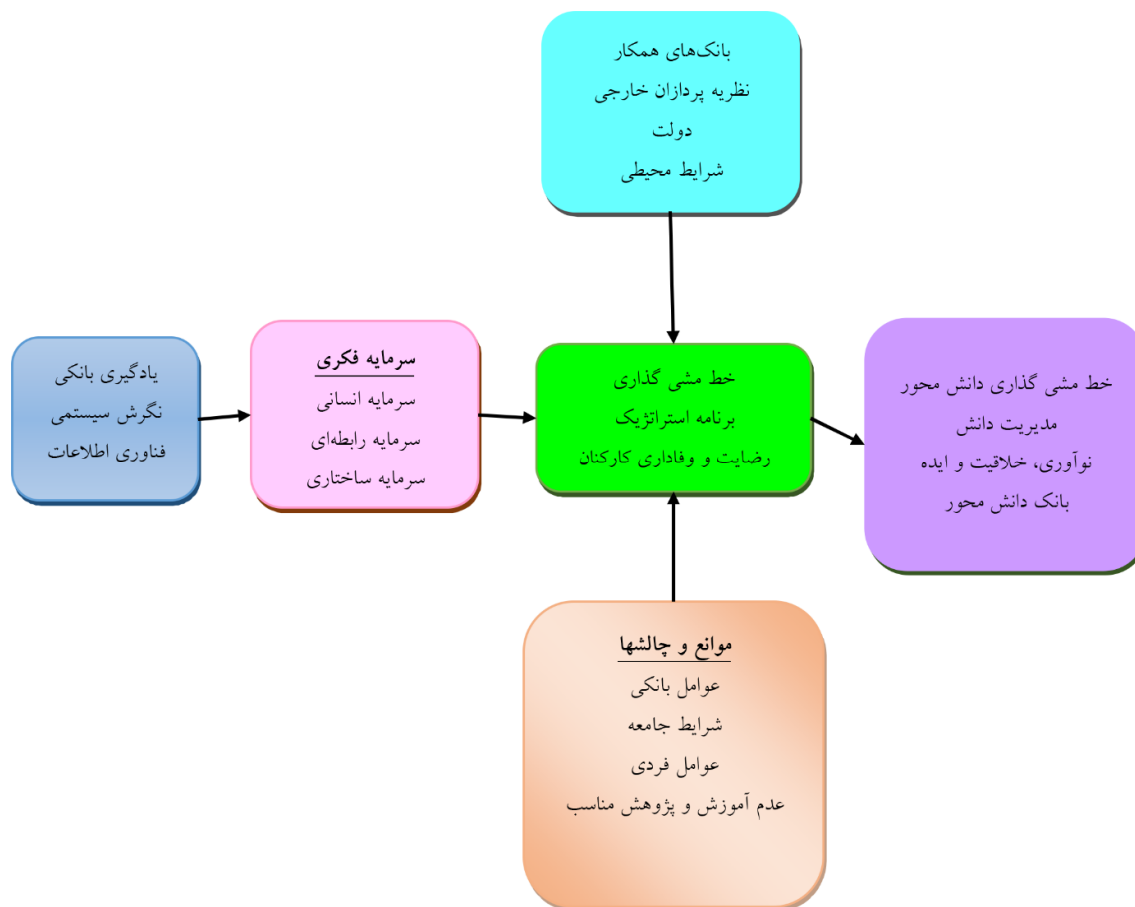 بانک‌های همکار
نظریه پردازان خارجی
دولت
شرایط محیطی
یادگیری بانکی
نگرش سیستمی
فناوری اطلاعات
سرمایه فکری
سرمایه انسانی
سرمایه رابطه‌ای
سرمایه ساختاری
خط مشی گذاری
برنامه استراتژیک
رضایت و وفاداری کارکنان
خط مشی گذاری دانش محور
مدیریت دانش
نوآوری، خلاقیت و ایده
بانک دانش محور
موانع و چالشها
عوامل بانکی
شرایط جامعه
عوامل فردی
عدم آموزش و پژوهش مناسب